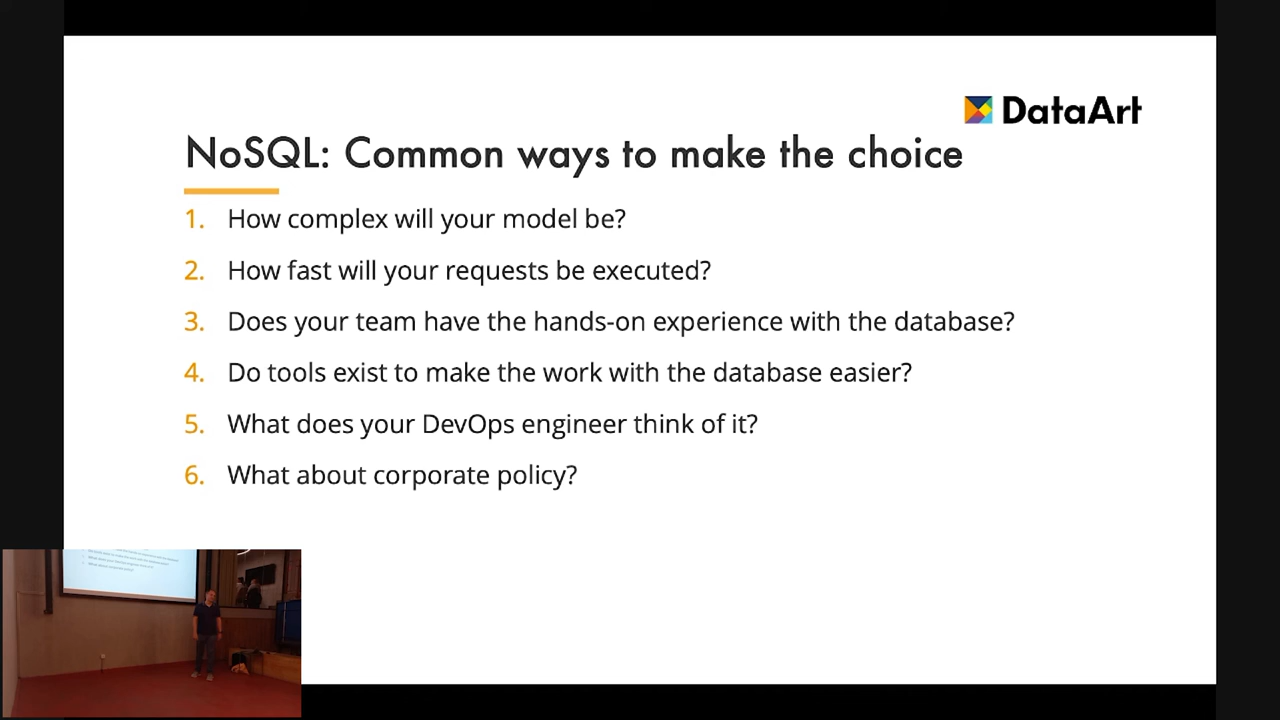 DataArt
NoSQL: Common ways to make the choice
1. How complex will your model be?
2. How fast will your requests be executed?
3. Does your team have the hands-on experience with the database?
4. Do tools exist to make the work with the database easier?
5. What does your DevOps engineer think of it?
6. What about corporate policy?